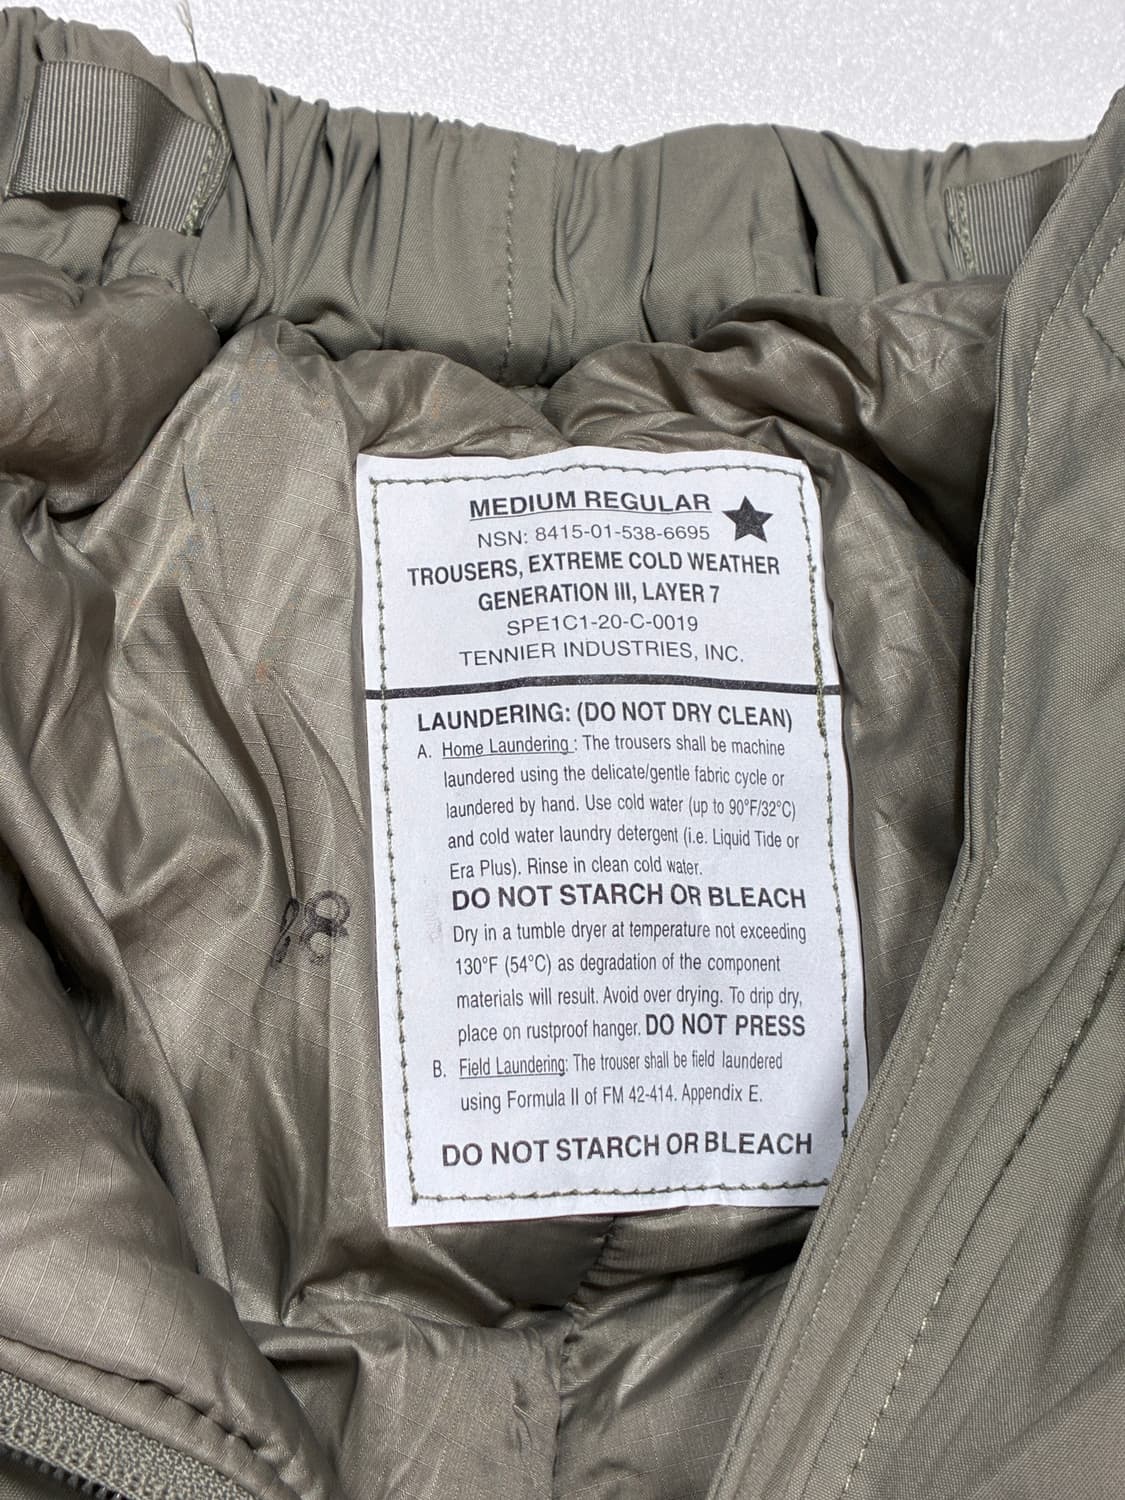 MEDIUM REGULAR
NSN: 8415-01-538-6695
TROUSERS, EXTREME COLD WEATHER
GENERATION III, LAYER 7
SPE1C1-20-C-0019
TENNIER INDUSTRIES, INC.
LAUNDERING: (DO NOT DRY CLEAN)
A. Home Laundering : The trousers shall be machine
laundered using the delicate/gentle fabric cycle or
laundered by hand. Use cold water (up to 90°F/32°C)
and cold water laundry detergent (i.e. Liquid Tide or
Era Plus). Rinse in clean cold water.
DO NOT STARCH OR BLEACH
Dry in a tumble dryer at temperature not exceeding
130°F (54°C) as degradation of the component
materials will result. Avoid over drying. To drip dry,
place on rustproof hanger. DO NOT PRESS
B. Field Laundering: The trouser shall be field laundered
using Formula II of FM 42-414. Appendix E.
DO NOT STARCH OR BLEACH
18